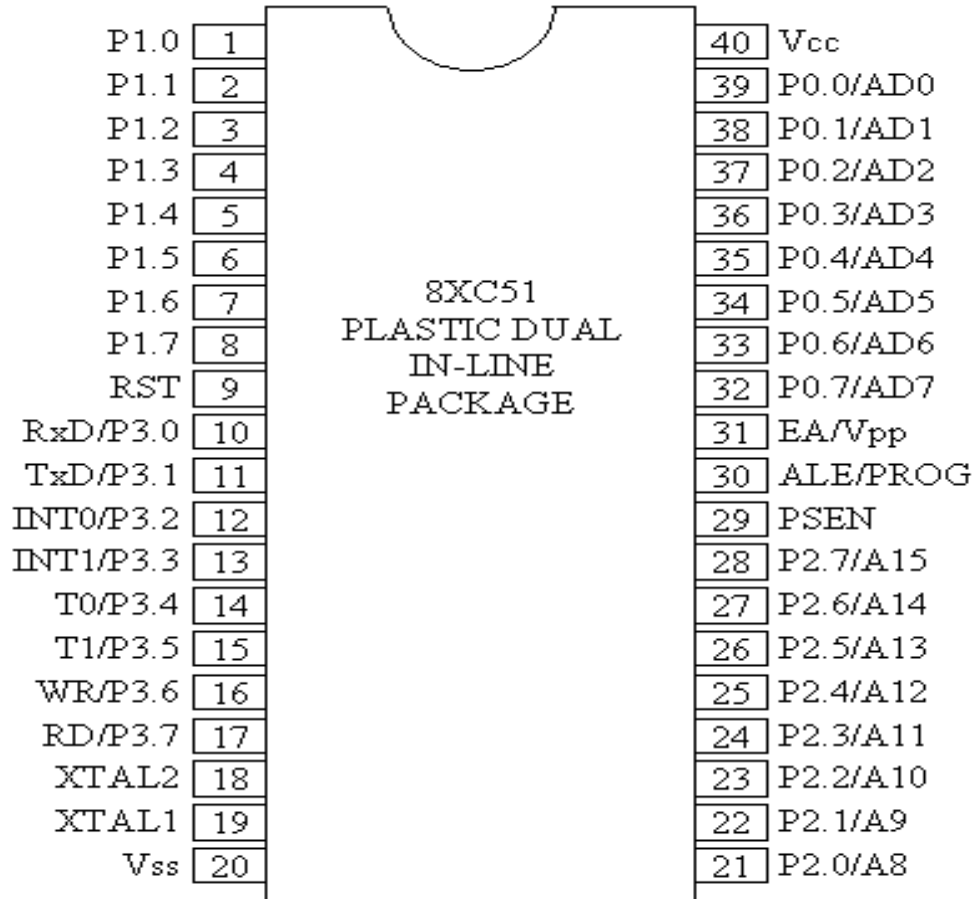 P1.0 1 40 Vcc
P1.1 2 39 P0.0/AD0
P1.2 3 38 P0.1/AD1
P1.3 4 37 P0.2/AD2
P1.4 5 36 P0.3/AD3
P1.5 6 35 P0.4/AD4
P1.6 7 8XC51 34 P0.5/AD5
P1.7 8 PLASTIC DUAL 33 P0.6/AD6
IN-LINE
RST 9 PACKAGE 32 P0.7/AD7
RxD/P3.0 10 31 EA/Vpp
TxD/P3.1 11 30 ALE/PROG
INT0/P3.2 12 29 PSEN
INT1/P3.3 13 28 P2.7/A15
T0/P3.4 14 27 P2.6/A14
T1/P3.5 15 26 P2.5/A13
WR/P3.6 16 25 P2.4/A12
RD/P3.7 17 24 P2.3/A11
XTAL2 18 23 P2.2/A10
XTAL1 19 22 P2.1/A9
Vss 20 21 P2.0/A8